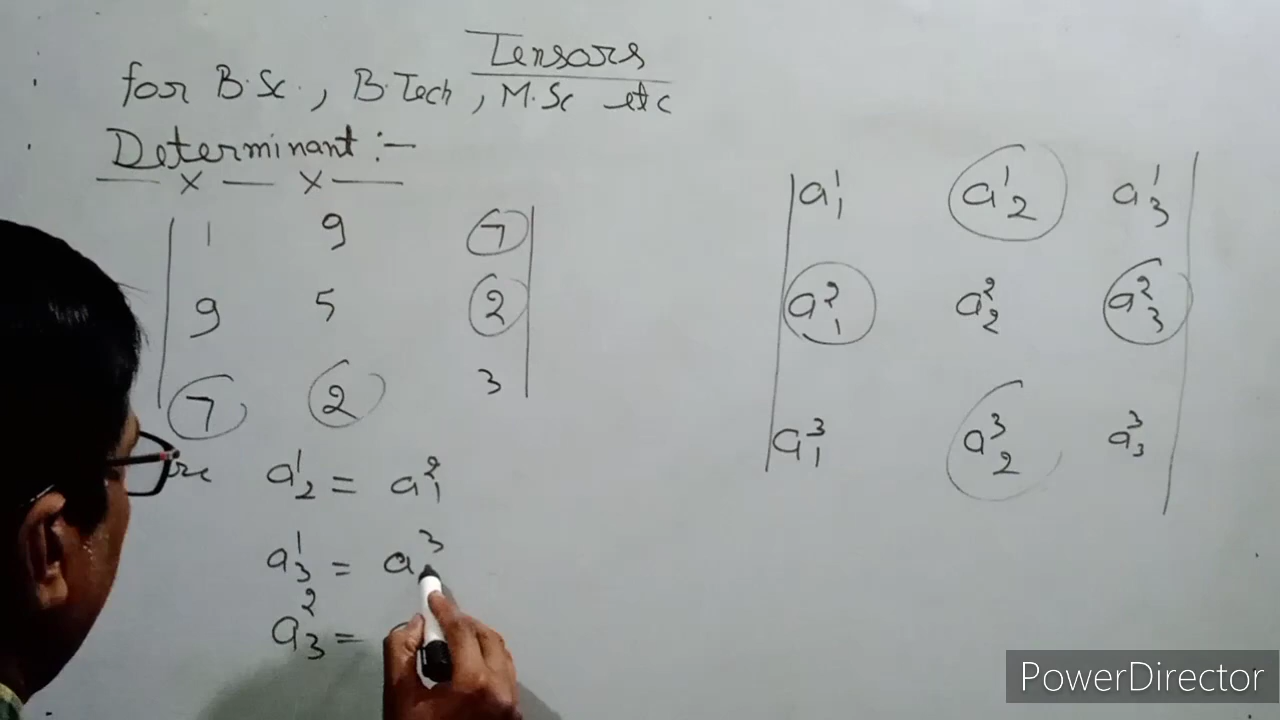 Tensors
for B.Sc., B.Tech, M.Sc etc
Determinant :-
— x — x —
1 9 7
9 5 2
7 2 3
a¹₁ a¹₂ a¹₃
a²₁ a²₂ a²₃
a³₁ a³₂ a³₃
a¹₂ = a²₁
a¹₃ = a³
a²₃ =
PowerDirector